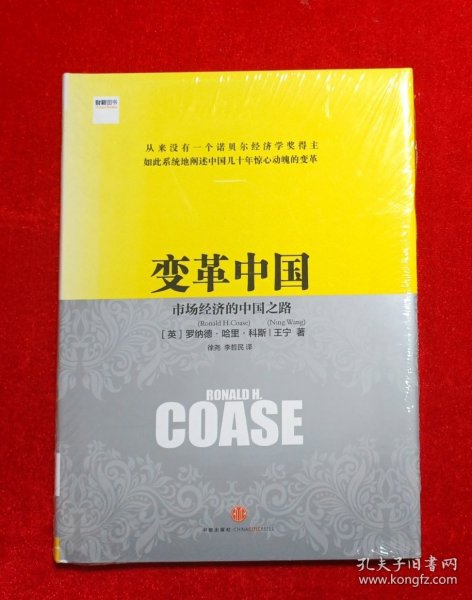 财新图书
从来没有一个诺贝尔经济学奖得主
如此系统地阐述中国几十年惊心动魄的变革
变革中国
市场经济的中国之路
(Ronald H.Coase) (Ning Wang)
[英]罗纳德·哈里·科斯 | 王宁 著
徐尧 李哲民 译
RONALD H.
COASE
中信出版社·CHINACITICPRESS
孔夫子旧书网
www.kongfz.com